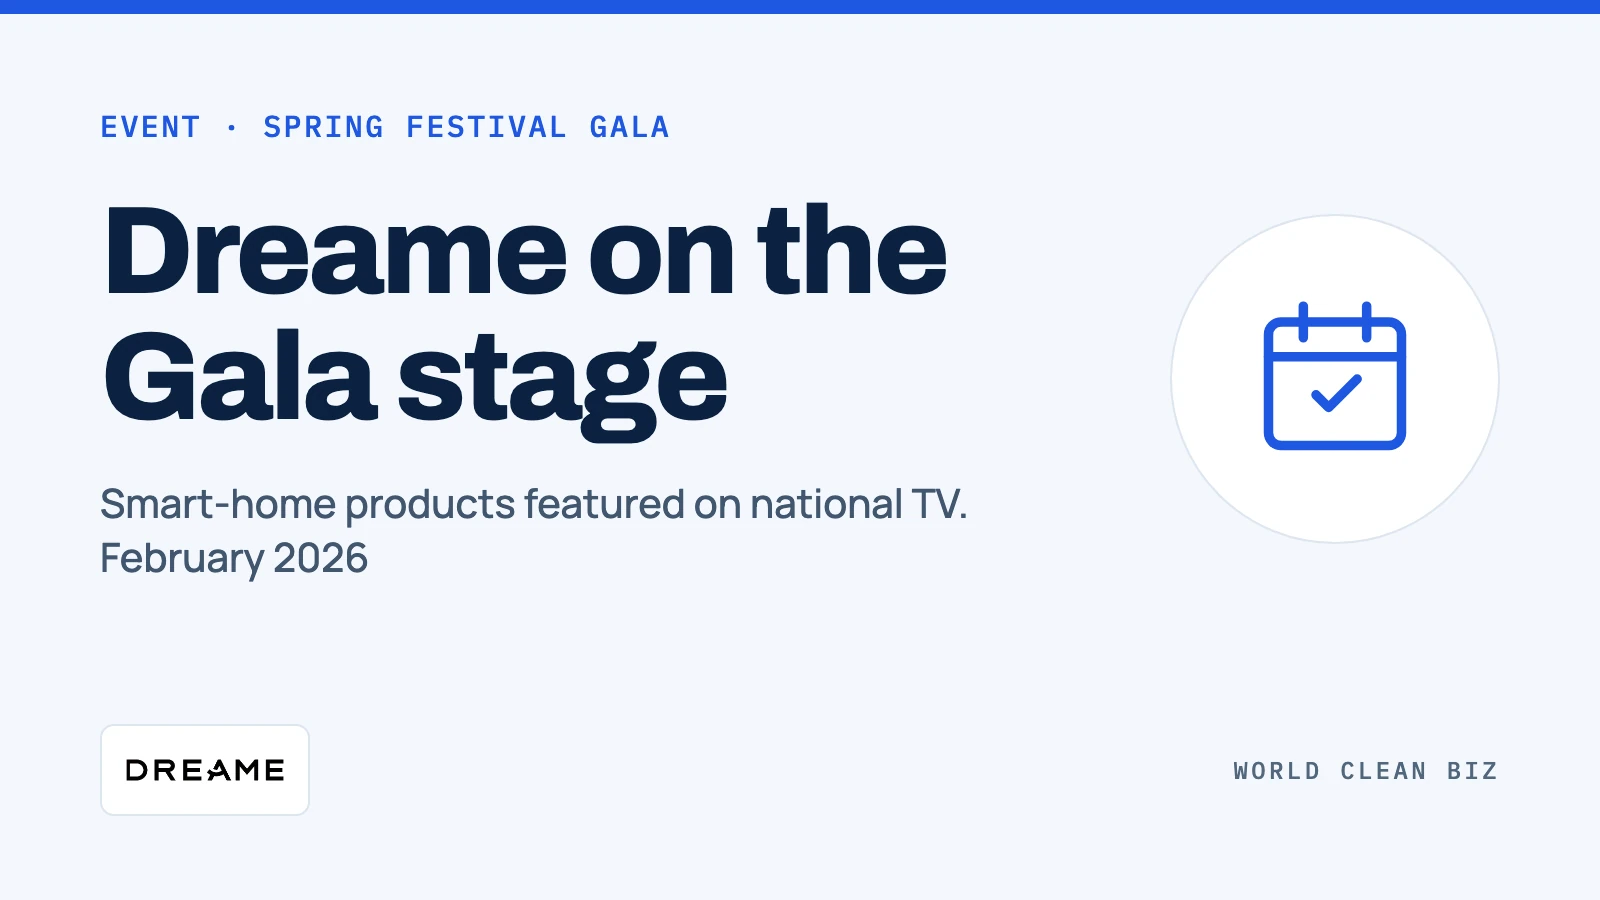 EVENT · SPRING FESTIVAL GALA
Dreame on the
Gala stage
Smart-home products featured on national TV.
February 2026
DREAME
WORLD CLEAN BIZ